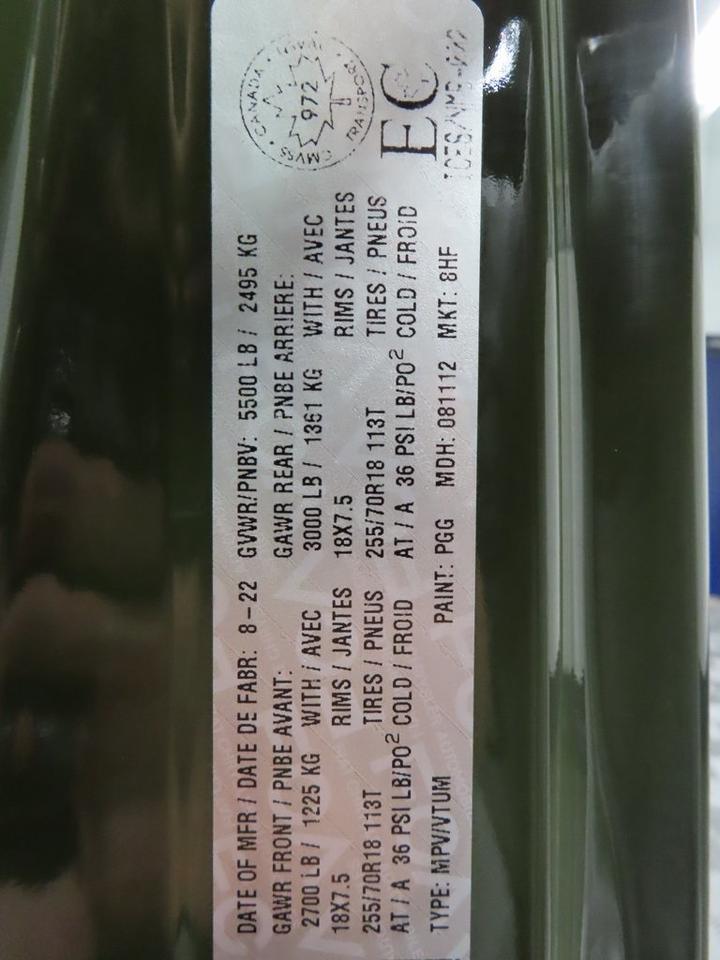 DATE OF MFR / DATE DE FABR: 8-22 GVWR/PNBV: 5500 LB / 2495 KG
GAWR FRONT / PNBE AVANT: GAWR REAR / PNBE ARRIERE:
2700 LB / 1225 KG WITH / AVEC 3000 LB / 1361 KG WITH / AVEC
18X7.5 RIMS / JANTES 18X7.5 RIMS / JANTES
255/70R18 113T TIRES / PNEUS 255/70R18 113T TIRES / PNEUS
AT / A 36 PSI LB/PO² COLD / FROID AT / A 36 PSI LB/PO² COLD / FROID
TYPE: MPV/VTUM PAINT: PGG MDH: 081112 MKT: 8HF
CANADA
TRANSPORT
CMVSS
972
EC